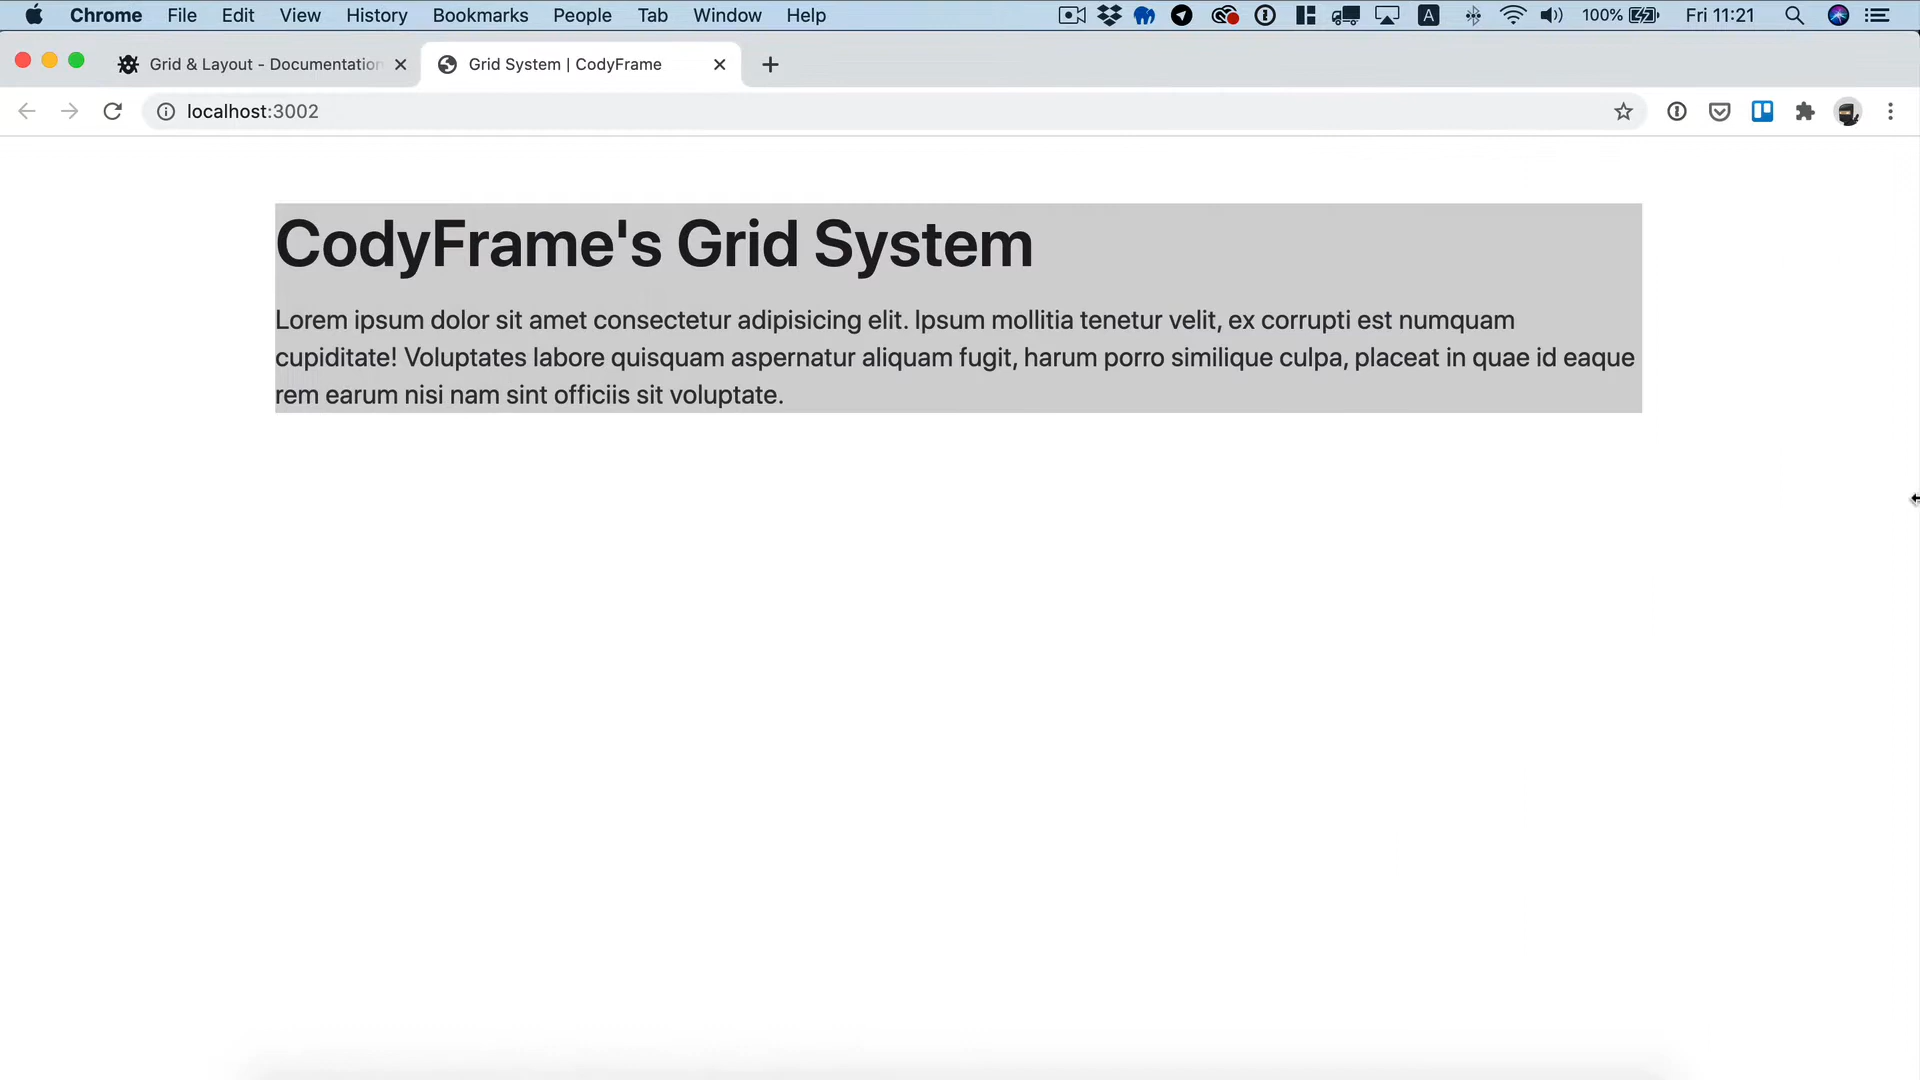 Chrome File Edit View History Bookmarks People Tab Window Help A 100% Fri 11:21
Grid & Layout - Documentation Grid System | CodyFrame
localhost:3002
CodyFrame's Grid System
Lorem ipsum dolor sit amet consectetur adipisicing elit. Ipsum mollitia tenetur velit, ex corrupti est numquam
cupiditate! Voluptates labore quisquam aspernatur aliquam fugit, harum porro similique culpa, placeat in quae id eaque
rem earum nisi nam sint officiis sit voluptate.